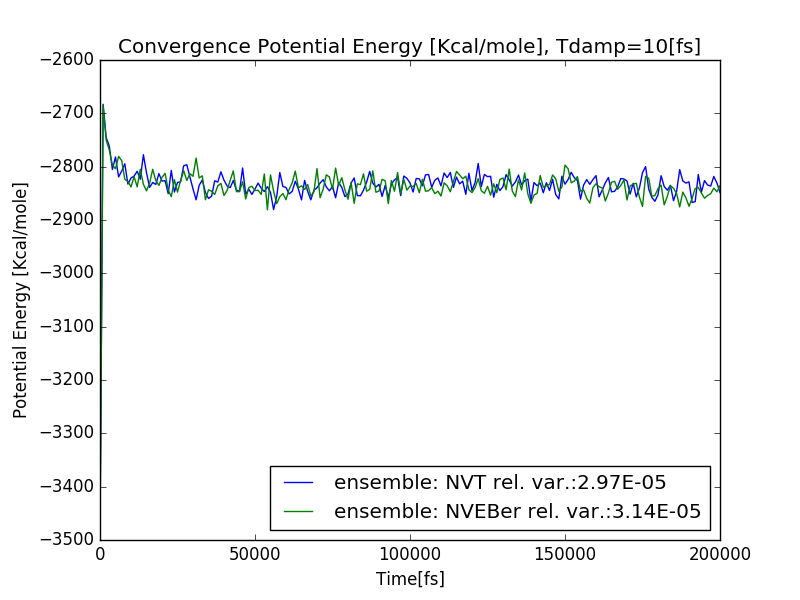 Convergence Potential Energy [Kcal/mole], Tdamp=10[fs]
Potential Energy [Kcal/mole]
−2600
−2700
−2800
−2900
−3000
−3100
−3200
−3300
−3400
−3500
ensemble: NVT rel. var.:2.97E-05
ensemble: NVEBer rel. var.:3.14E-05
0 50000 100000 150000 200000
Time[fs]